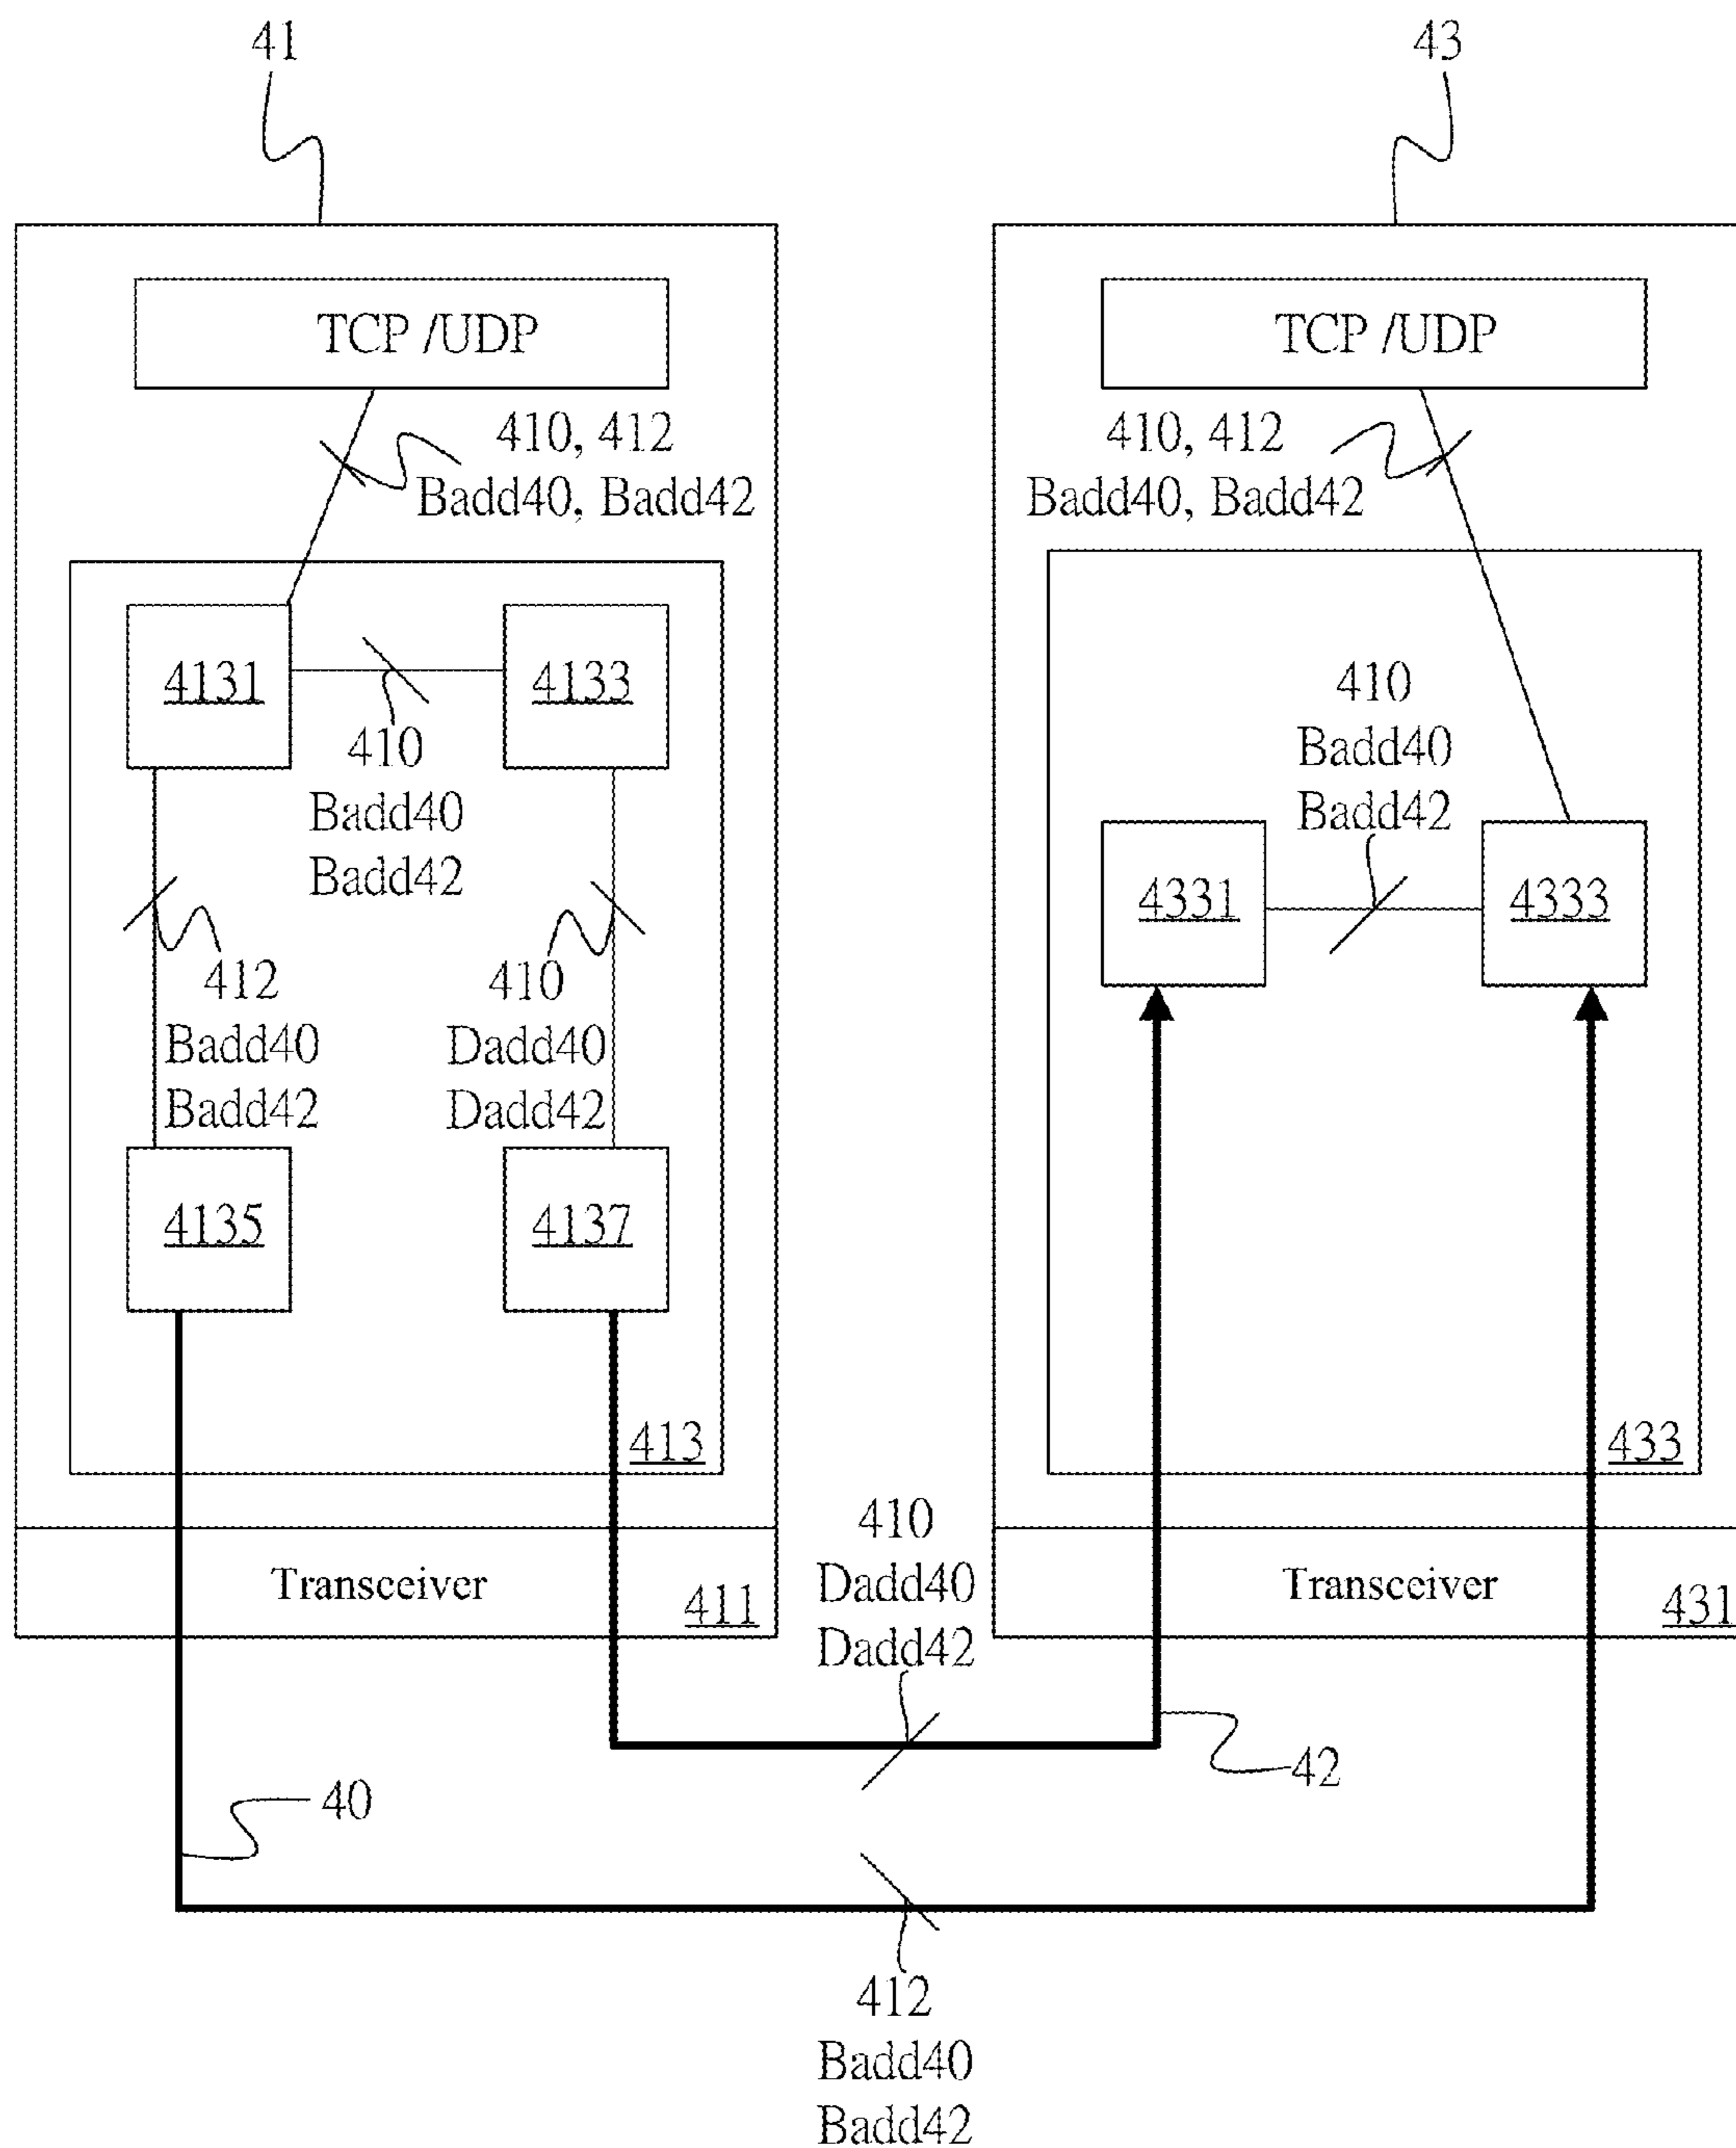 41
43
TCP /UDP
TCP /UDP
410, 412
Badd40, Badd42
410, 412
Badd40, Badd42
4131
4133
410
Badd40
Badd42
410
Badd40
Badd42
4331
4333
412
Badd40
Badd42
410
Dadd40
Dadd42
4135
4137
413
433
410
Dadd40
Dadd42
Transceiver
411
Transceiver
431
42
40
412
Badd40
Badd42